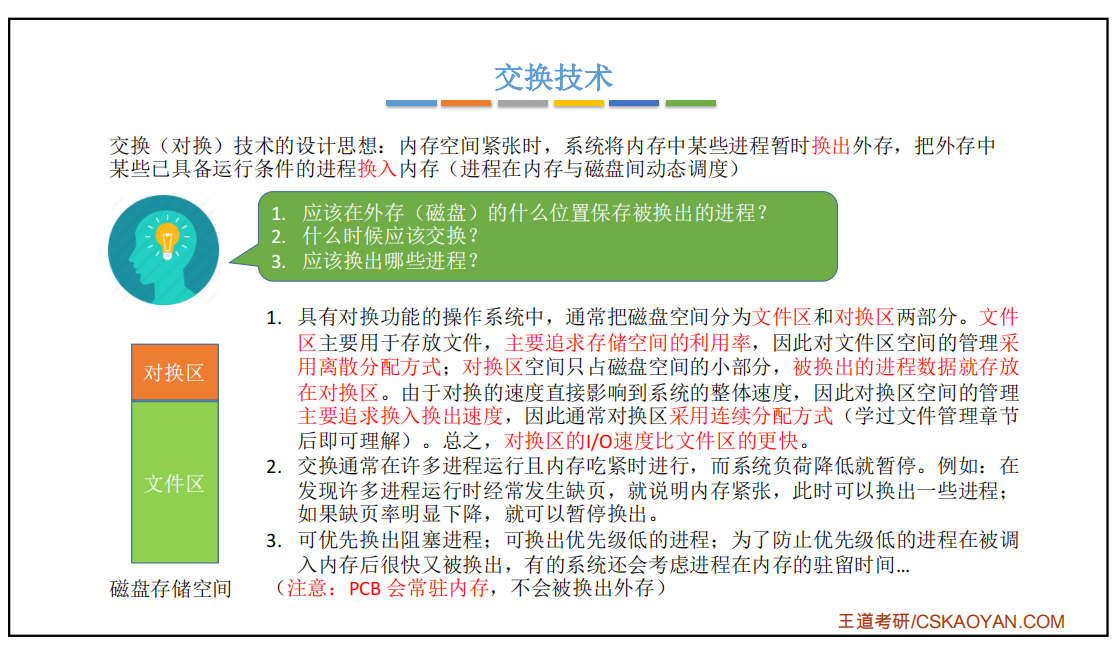 交换技术
交换（对换）技术的设计思想：内存空间紧张时，系统将内存中某些进程暂时换出外存，把外存中
某些已具备运行条件的进程换入内存（进程在内存与磁盘间动态调度）
1. 应该在外存（磁盘）的什么位置保存被换出的进程？
2. 什么时候应该交换？
3. 应该换出哪些进程？
1. 具有对换功能的操作系统中，通常把磁盘空间分为文件区和对换区两部分。文件
区主要用于存放文件，主要追求存储空间的利用率，因此对文件区空间的管理采
用离散分配方式；对换区空间只占磁盘空间的小部分，被换出的进程数据就存放
在对换区。由于对换的速度直接影响到系统的整体速度，因此对换区空间的管理
主要追求换入换出速度，因此通常对换区采用连续分配方式（学过文件管理章节
后即可理解）。总之，对换区的I/O速度比文件区的更快。
2. 交换通常在许多进程运行且内存吃紧时进行，而系统负荷降低就暂停。例如：在
发现许多进程运行时经常发生缺页，就说明内存紧张，此时可以换出一些进程；
如果缺页率明显下降，就可以暂停换出。
3. 可优先换出阻塞进程；可换出优先级低的进程；为了防止优先级低的进程在被调
入内存后很快又被换出，有的系统还会考虑进程在内存的驻留时间…
（注意：PCB 会常驻内存，不会被换出外存）
对换区
文件区
磁盘存储空间
王道考研/CSKAOYAN.COM